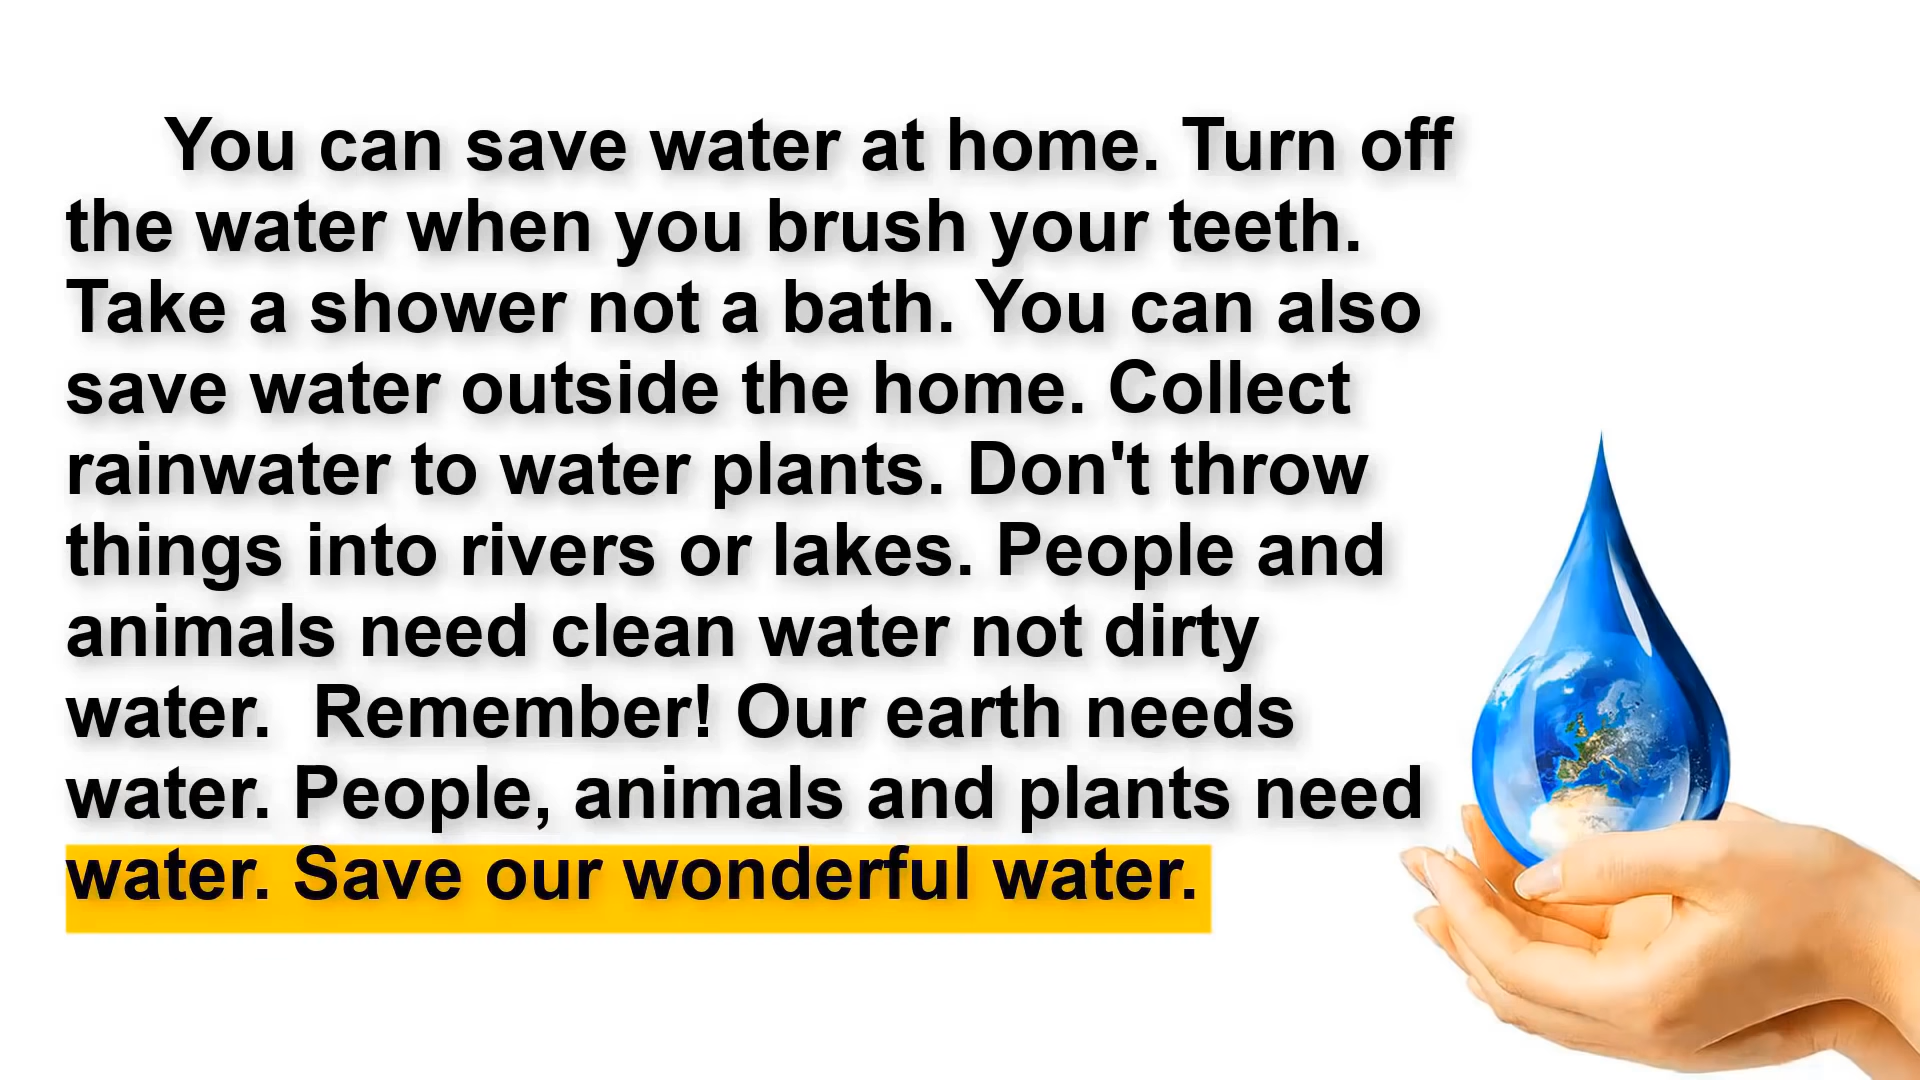 You can save water at home. Turn off
the water when you brush your teeth.
Take a shower not a bath. You can also
save water outside the home. Collect
rainwater to water plants. Don't throw
things into rivers or lakes. People and
animals need clean water not dirty
water.  Remember! Our earth needs
water. People, animals and plants need
water. Save our wonderful water.